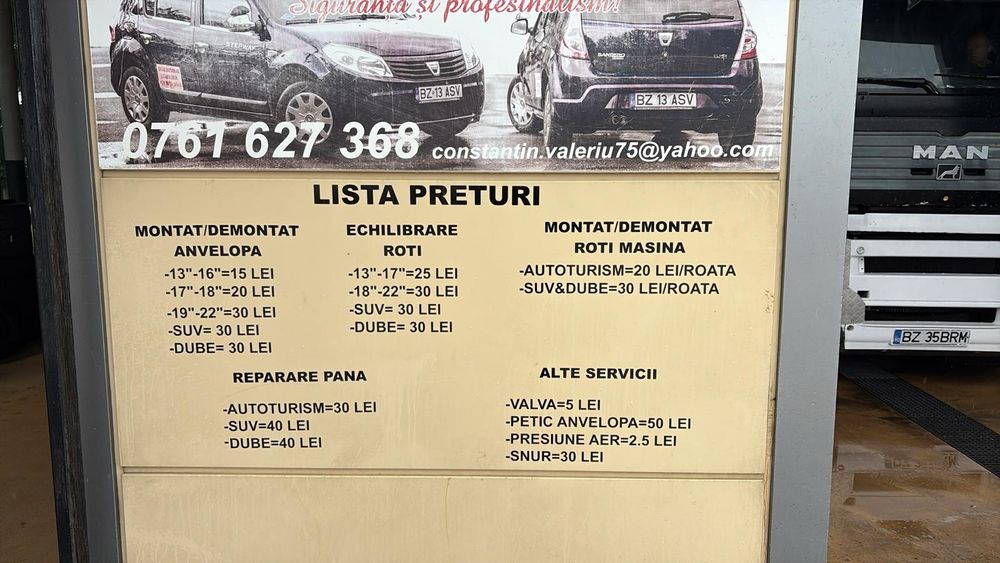 Siguranța și profesinalism!
BZ 13 ASV
SANDERO
BZ 13 ASV
0761 627 368
constantin.valeriu75@yahoo.com
LISTA PRETURI
MONTAT/DEMONTAT
ANVELOPA
-13"-16"=15 LEI
-17"-18"=20 LEI
-19"-22"=30 LEI
-SUV= 30 LEI
-DUBE= 30 LEI
ECHILIBRARE
ROTI
-13"-17"=25 LEI
-18"-22"=30 LEI
-SUV= 30 LEI
-DUBE= 30 LEI
MONTAT/DEMONTAT
ROTI MASINA
-AUTOTURISM=20 LEI/ROATA
-SUV&DUBE=30 LEI/ROATA
REPARARE PANA
-AUTOTURISM=30 LEI
-SUV=40 LEI
-DUBE=40 LEI
ALTE SERVICII
-VALVA=5 LEI
-PETIC ANVELOPA=50 LEI
-PRESIUNE AER=2.5 LEI
-SNUR=30 LEI
MAN
BZ 35BRM